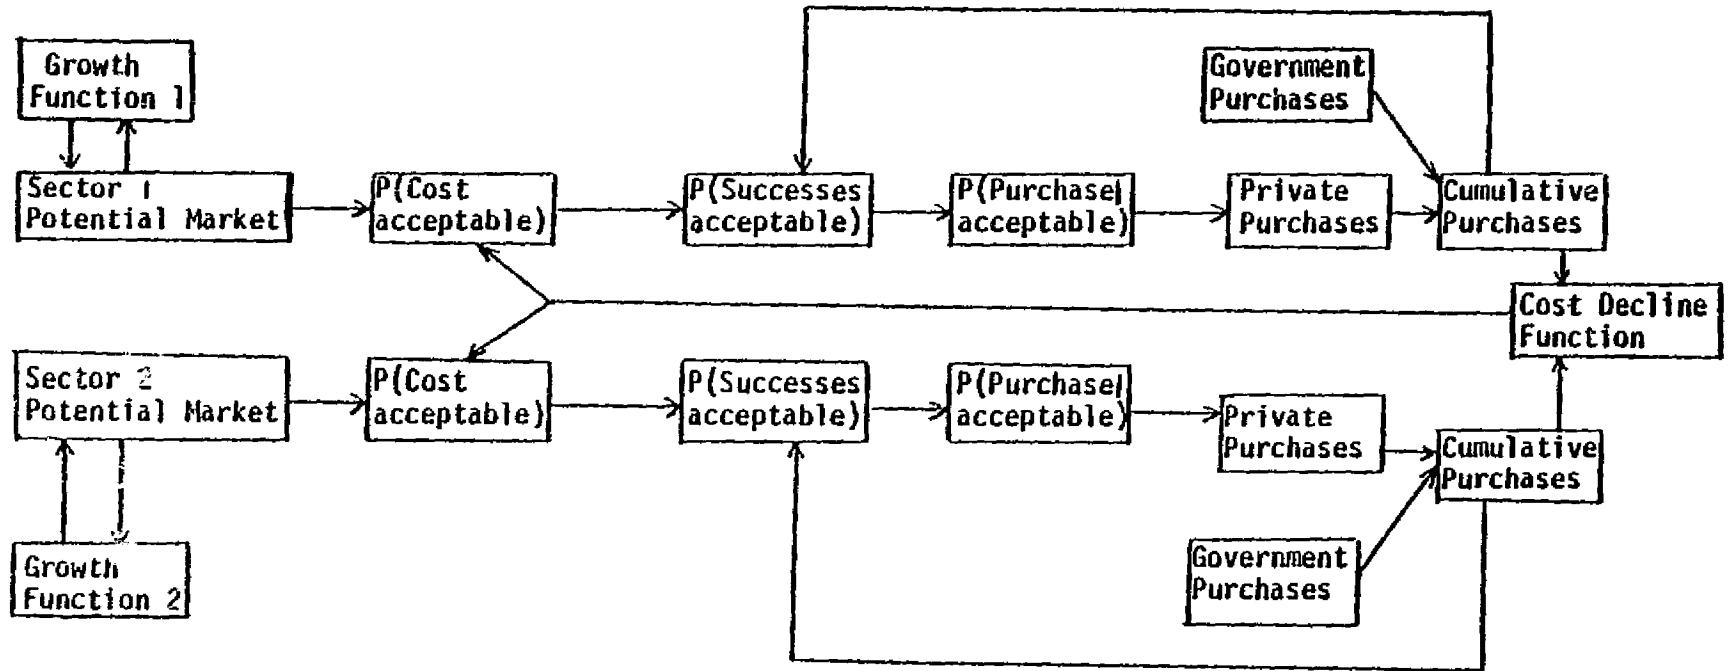 Growth
Function 1
Government
Purchases
Sector 1
Potential Market
P(Cost
acceptable)
P(Successes
acceptable)
P(Purchase|
acceptable)
Private
Purchases
Cumulative
Purchases
Cost Decline
Function
Sector 2
Potential Market
P(Cost
acceptable)
P(Successes
acceptable)
P(Purchase|
acceptable)
Private
Purchases
Cumulative
Purchases
Government
Purchases
Growth
Function 2